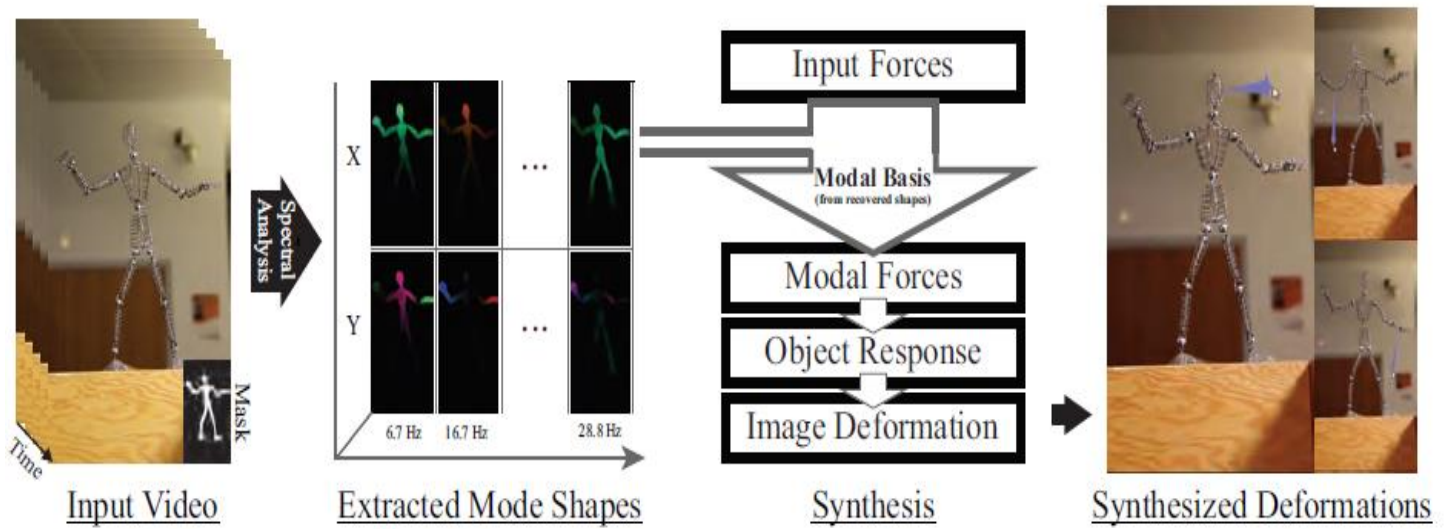 Time
Mask
Input Video
Spectral
Analysis
X
Y
...
...
6.7 Hz
16.7 Hz
28.8 Hz
Extracted Mode Shapes
Input Forces
Modal Basis
(from recovered shapes)
Modal Forces
Object Response
Image Deformation
Synthesis
Synthesized Deformations